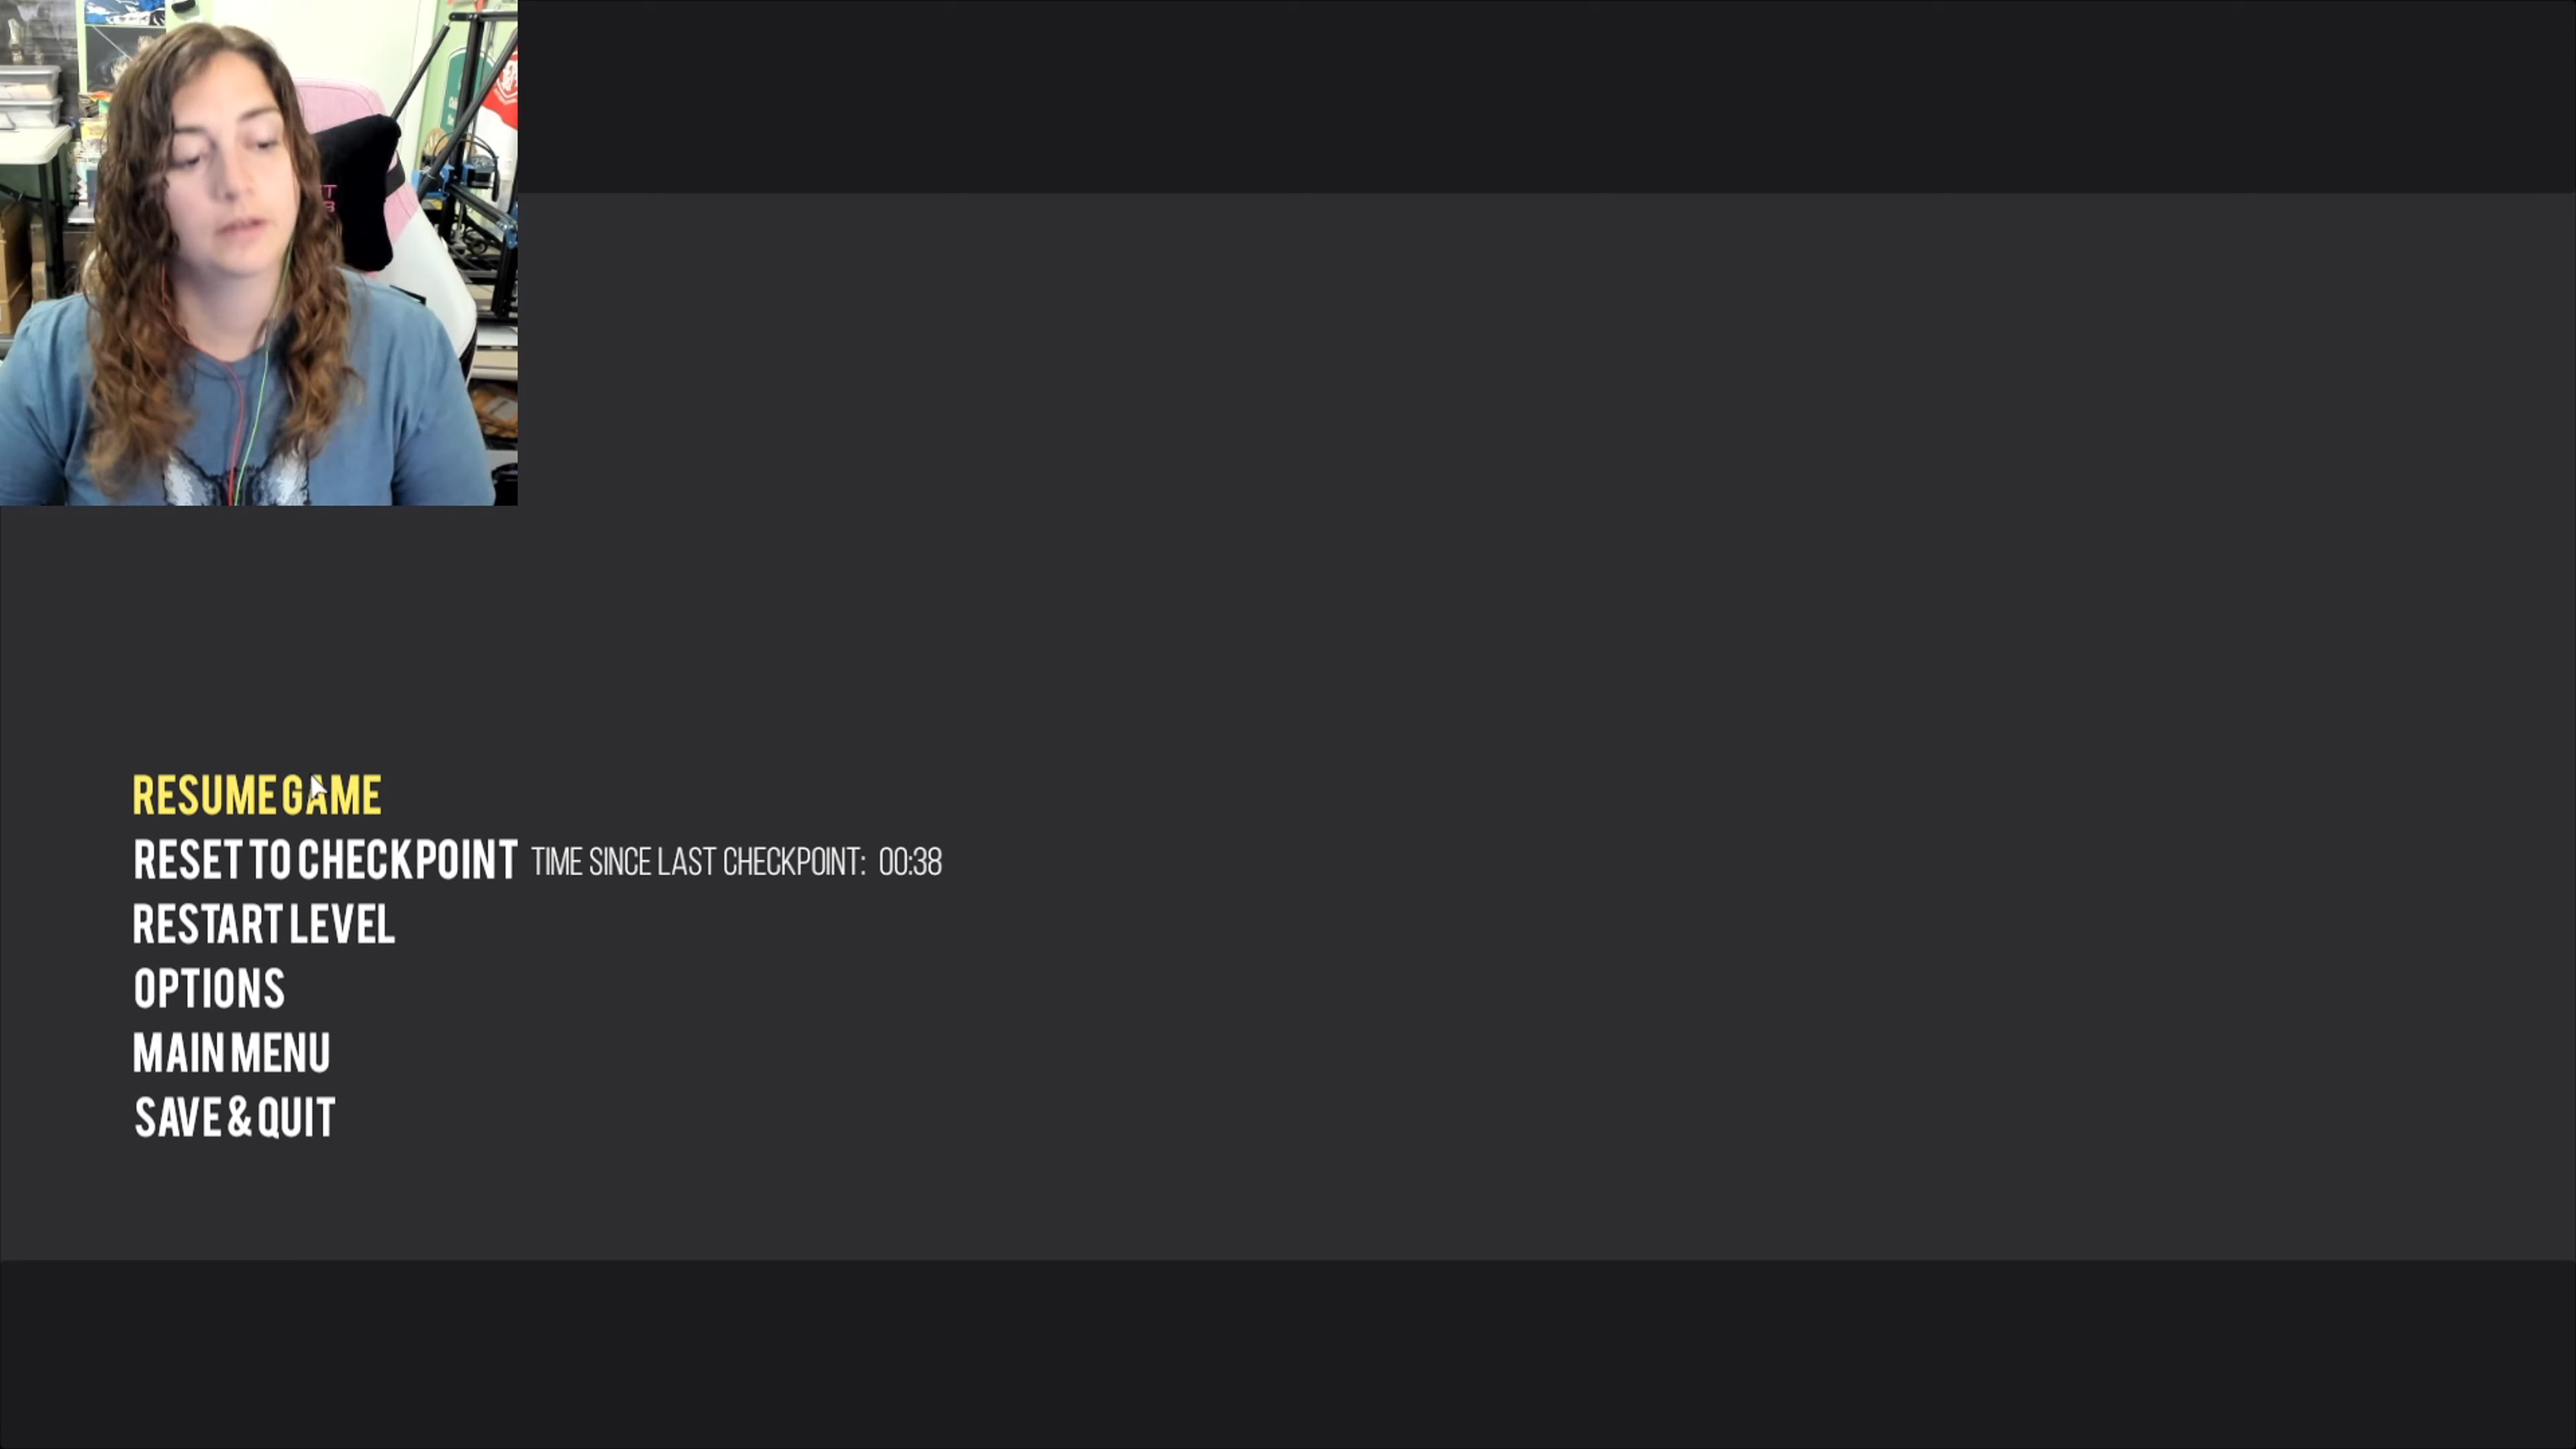 RESUME GAME
RESET TO CHECKPOINT TIME SINCE LAST CHECKPOINT: 00:38
RESTART LEVEL
OPTIONS
MAIN MENU
SAVE & QUIT